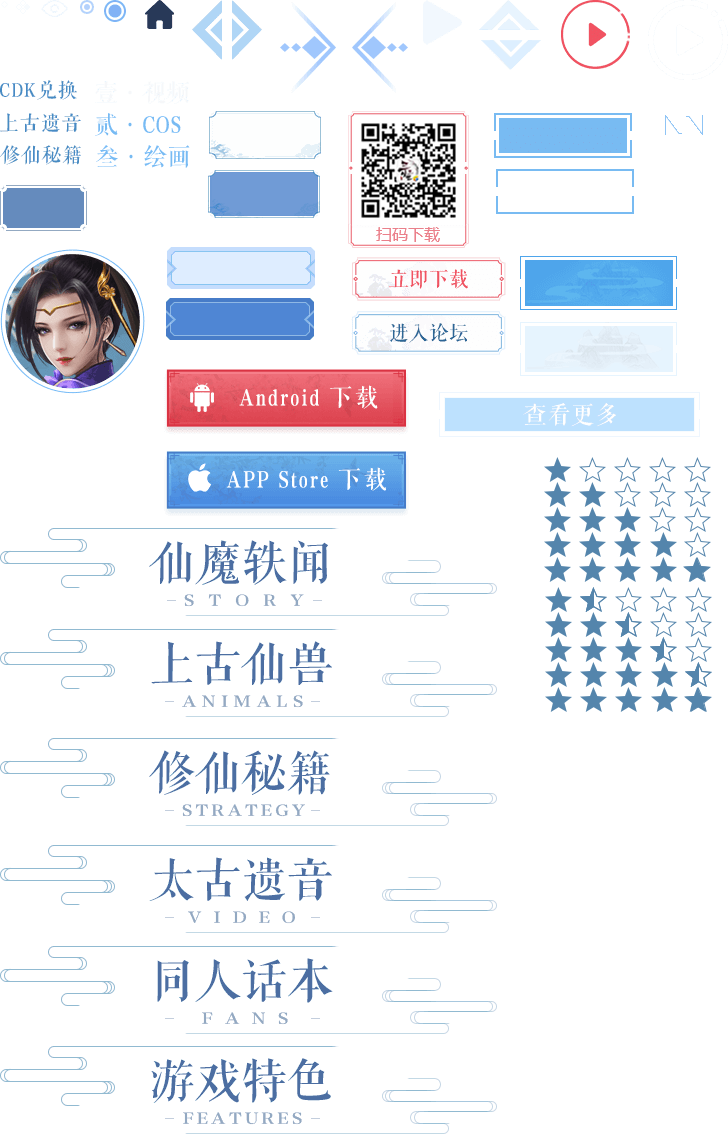 CDK兑换
壹 · 视频
上古遗音
贰 · COS
修仙秘籍
叁 · 绘画
扫码下载
立即下载
进入论坛
Android 下载
查看更多
APP Store 下载
仙魔轶闻
STORY
上古仙兽
ANIMALS
修仙秘籍
STRATEGY
太古遗音
VIDEO
同人话本
FANS
游戏特色
FEATURES